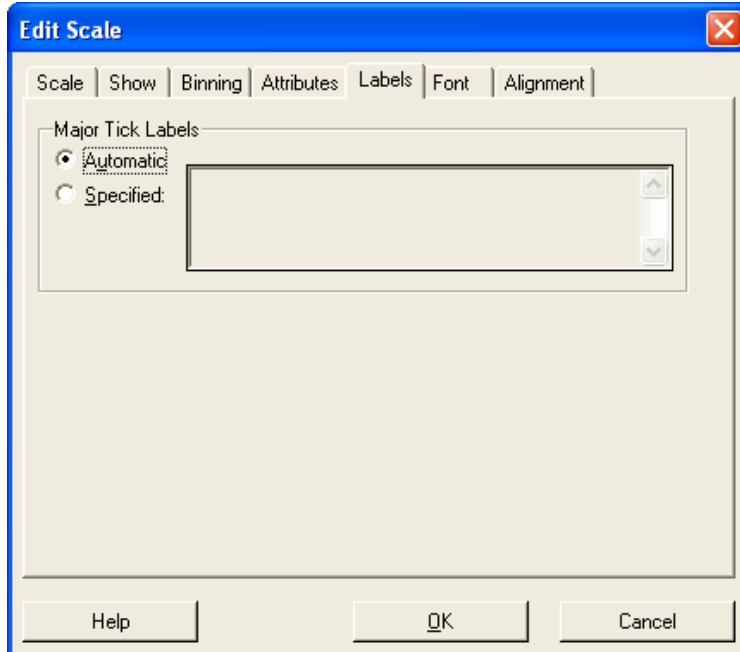 Edit Scale
Scale Show Binning Attributes Labels Font Alignment
Major Tick Labels
Automatic
Specified:
Help OK Cancel